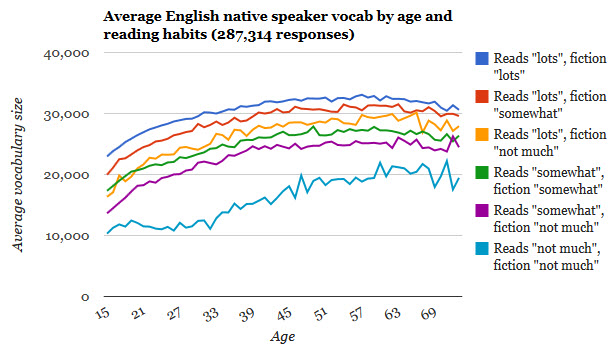 Average English native speaker vocab by age and
reading habits (287,314 responses)
40,000
30,000
20,000
10,000
0
Average vocabulary size
15
21
27
33
39
45
51
57
63
69
Age
Reads "lots", fiction
"lots"
Reads "lots", fiction
"somewhat"
Reads "lots", fiction
"not much"
Reads "somewhat",
fiction "somewhat"
Reads "somewhat",
fiction "not much"
Reads "not much",
fiction "not much"